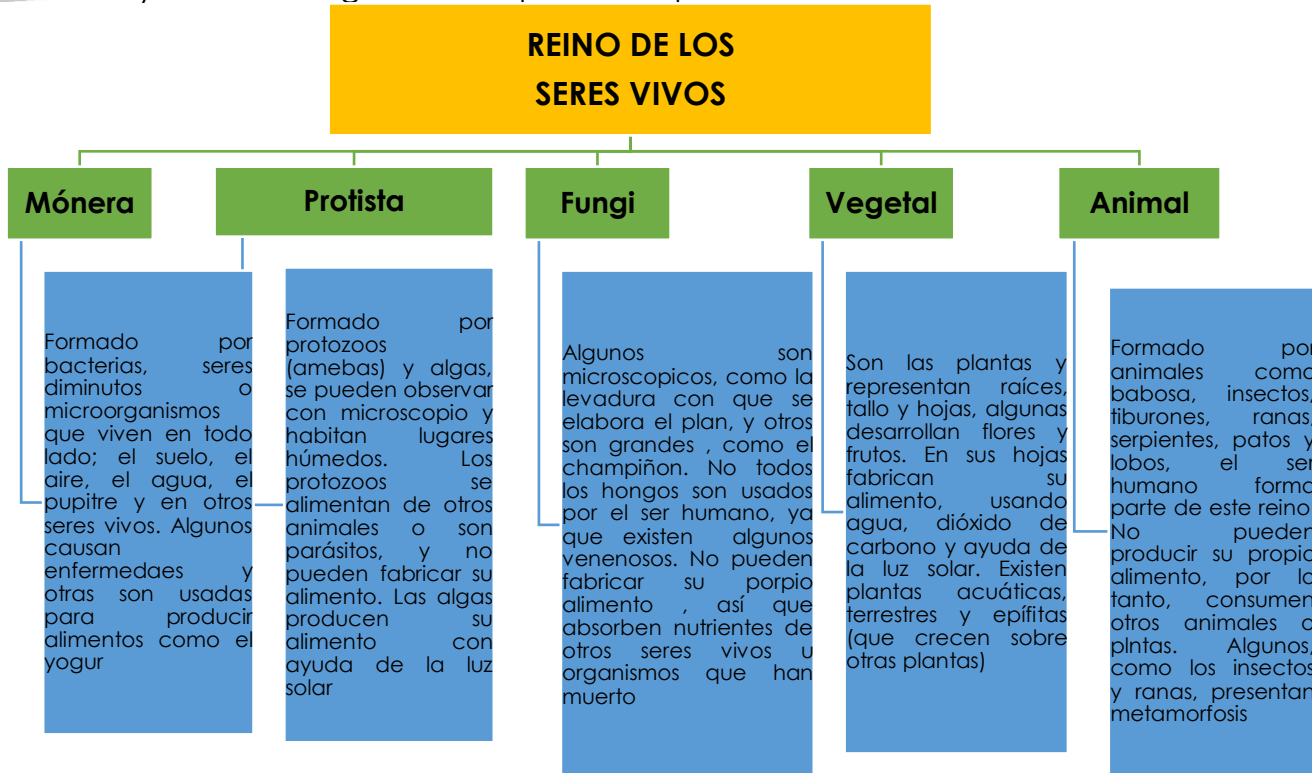 REINO DE LOS
SERES VIVOS
Mónera
Protista
Fungi
Vegetal
Animal
Formado por
bacterias, seres
diminutos o
microorganismos
que viven en todo
lado; el suelo, el
aire, el agua, el
pupitre y en otros
seres vivos. Algunos
causan
enfermedaes y
otras son usadas
para producir
alimentos como el
yogur
Formado por
protozoos
(amebas) y algas,
se pueden observar
con microscopio y
habitan lugares
húmedos. Los
protozoos se
alimentan de otros
animales o son
parásitos, y no
pueden fabricar su
alimento. Las algas
producen su
alimento con
ayuda de la luz
solar
Algunos son
microscopicos, como la
levadura con que se
elabora el plan, y otros
son grandes , como el
champiñon. No todos
los hongos son usados
por el ser humano, ya
que existen algunos
venenosos. No pueden
fabricar su porpio
alimento , así que
absorben nutrientes de
otros seres vivos u
organismos que han
muerto
Son las plantas y
representan raíces,
tallo y hojas, algunas
desarrollan flores y
frutos. En sus hojas
fabrican su
alimento, usando
agua, dióxido de
carbono y ayuda de
la luz solar. Existen
plantas acuáticas,
terrestres y epífitas
(que crecen sobre
otras plantas)
Formado por
animales como
babosa, insectos,
tiburones, ranas,
serpientes, patos y
lobos, el ser
humano forma
parte de este reino.
No pueden
producir su propio
alimento, por lo
tanto, consumen
otros animales o
plntas. Algunos,
como los insectos
y ranas, presentan
metamorfosis